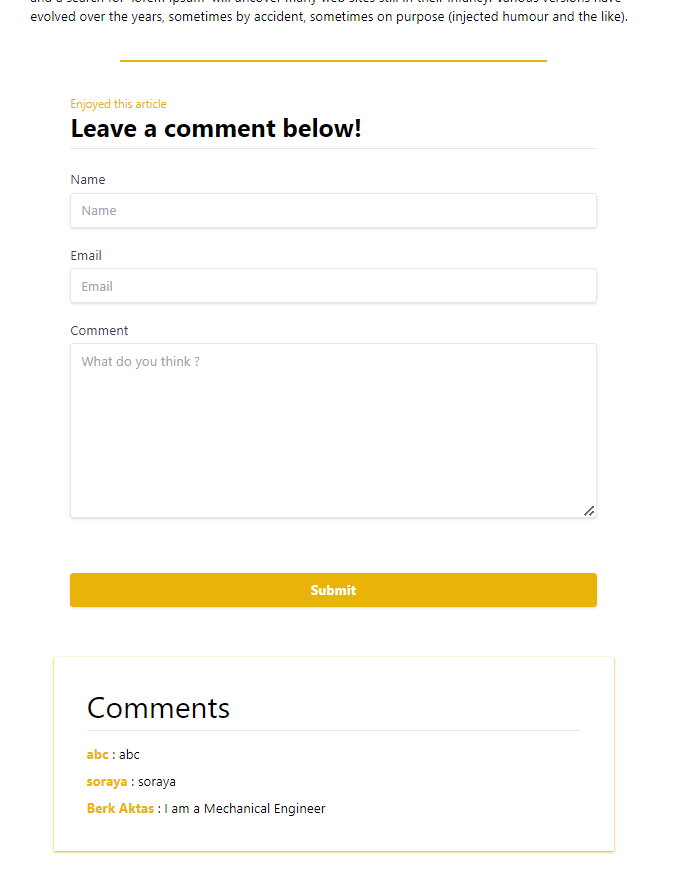 evolved over the years, sometimes by accident, sometimes on purpose (injected humour and the like).
Enjoyed this article
Leave a comment below!
Name
Name
Email
Email
Comment
What do you think ?
Submit
Comments
abc : abc
soraya : soraya
Berk Aktas : I am a Mechanical Engineer